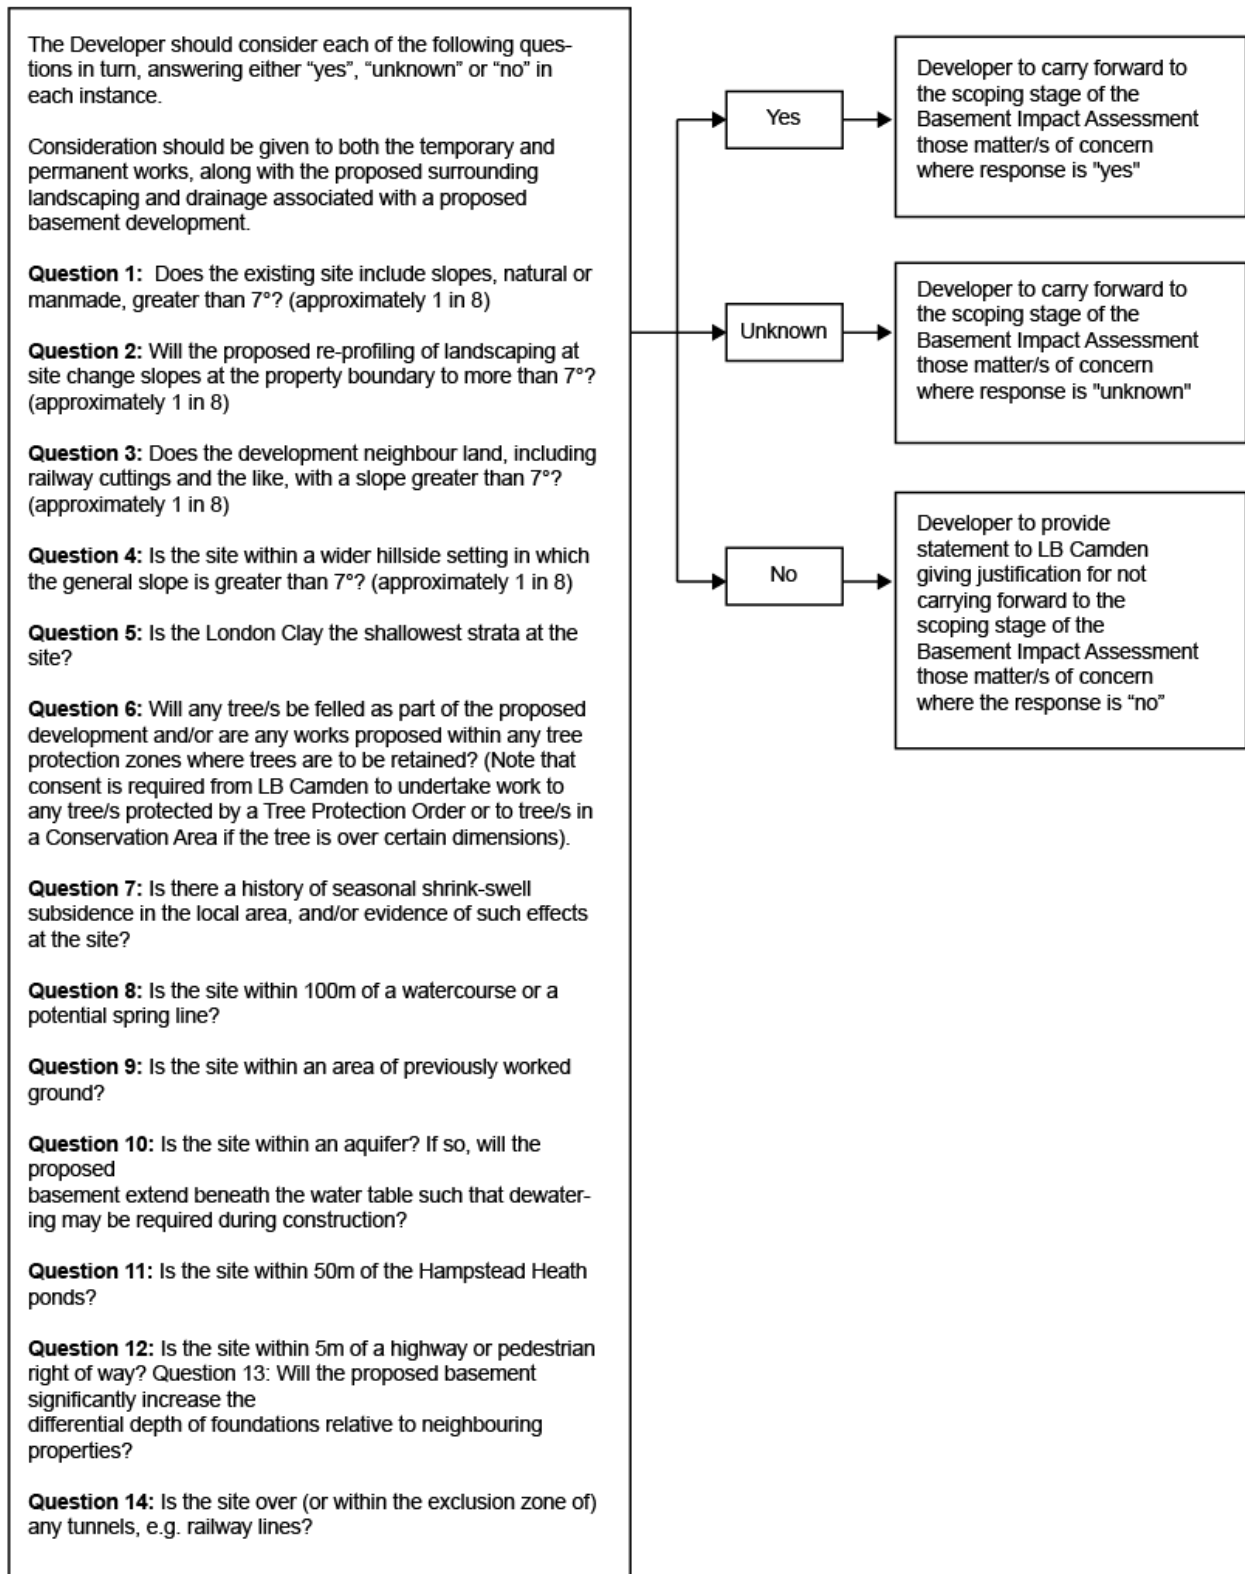 The Developer should consider each of the following ques-
tions in turn, answering either “yes”, “unknown” or “no” in
each instance.
Consideration should be given to both the temporary and
permanent works, along with the proposed surrounding
landscaping and drainage associated with a proposed
basement development.
Question 1: Does the existing site include slopes, natural or
manmade, greater than 7°? (approximately 1 in 8)
Question 2: Will the proposed re-profiling of landscaping at
site change slopes at the property boundary to more than 7°?
(approximately 1 in 8)
Question 3: Does the development neighbour land, including
railway cuttings and the like, with a slope greater than 7°?
(approximately 1 in 8)
Question 4: Is the site within a wider hillside setting in which
the general slope is greater than 7°? (approximately 1 in 8)
Question 5: Is the London Clay the shallowest strata at the
site?
Question 6: Will any tree/s be felled as part of the proposed
development and/or are any works proposed within any tree
protection zones where trees are to be retained? (Note that
consent is required from LB Camden to undertake work to
any tree/s protected by a Tree Protection Order or to tree/s in
a Conservation Area if the tree is over certain dimensions).
Question 7: Is there a history of seasonal shrink-swell
subsidence in the local area, and/or evidence of such effects
at the site?
Question 8: Is the site within 100m of a watercourse or a
potential spring line?
Question 9: Is the site within an area of previously worked
ground?
Question 10: Is the site within an aquifer? If so, will the
proposed
basement extend beneath the water table such that dewater-
ing may be required during construction?
Question 11: Is the site within 50m of the Hampstead Heath
ponds?
Question 12: Is the site within 5m of a highway or pedestrian
right of way? Question 13: Will the proposed basement
significantly increase the
differential depth of foundations relative to neighbouring
properties?
Question 14: Is the site over (or within the exclusion zone of)
any tunnels, e.g. railway lines?
Yes
Developer to carry forward to
the scoping stage of the
Basement Impact Assessment
those matter/s of concern
where response is "yes"
Unknown
Developer to carry forward to
the scoping stage of the
Basement Impact Assessment
those matter/s of concern
where response is "unknown"
No
Developer to provide
statement to LB Camden
giving justification for not
carrying forward to the
scoping stage of the
Basement Impact Assessment
those matter/s of concern
where the response is “no”